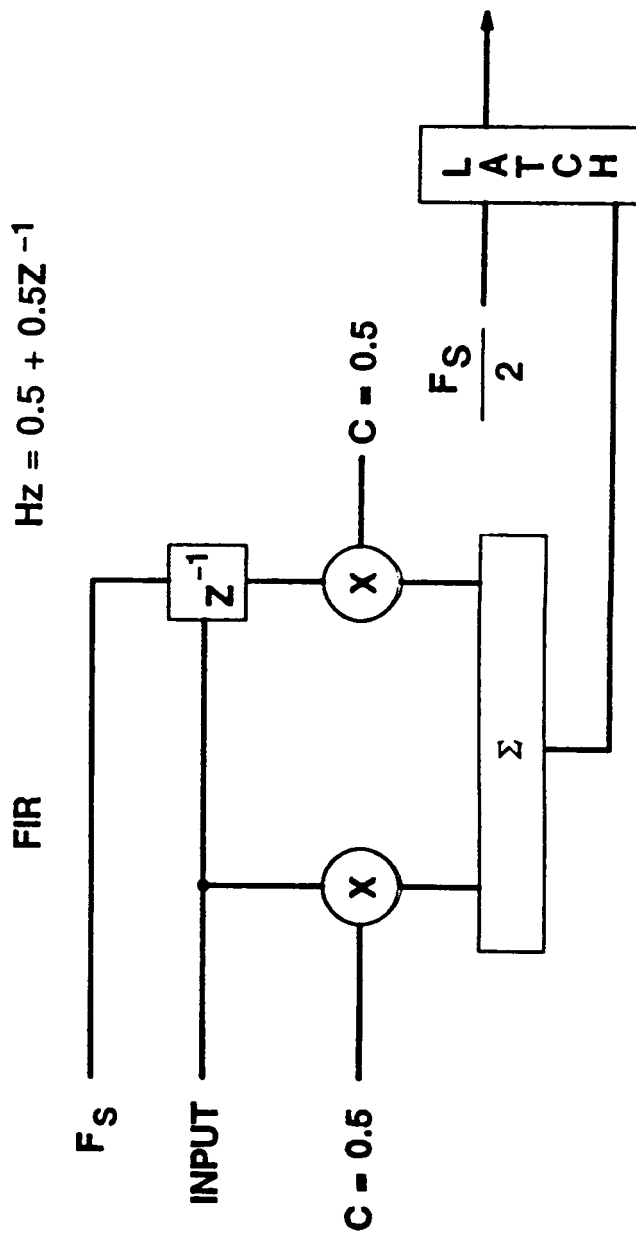 FIR
Hz = 0.5 + 0.5Z⁻¹
F_S
INPUT
Z⁻¹
C = 0.5
X
X
C = 0.5
Σ
F_S
2
LATCH